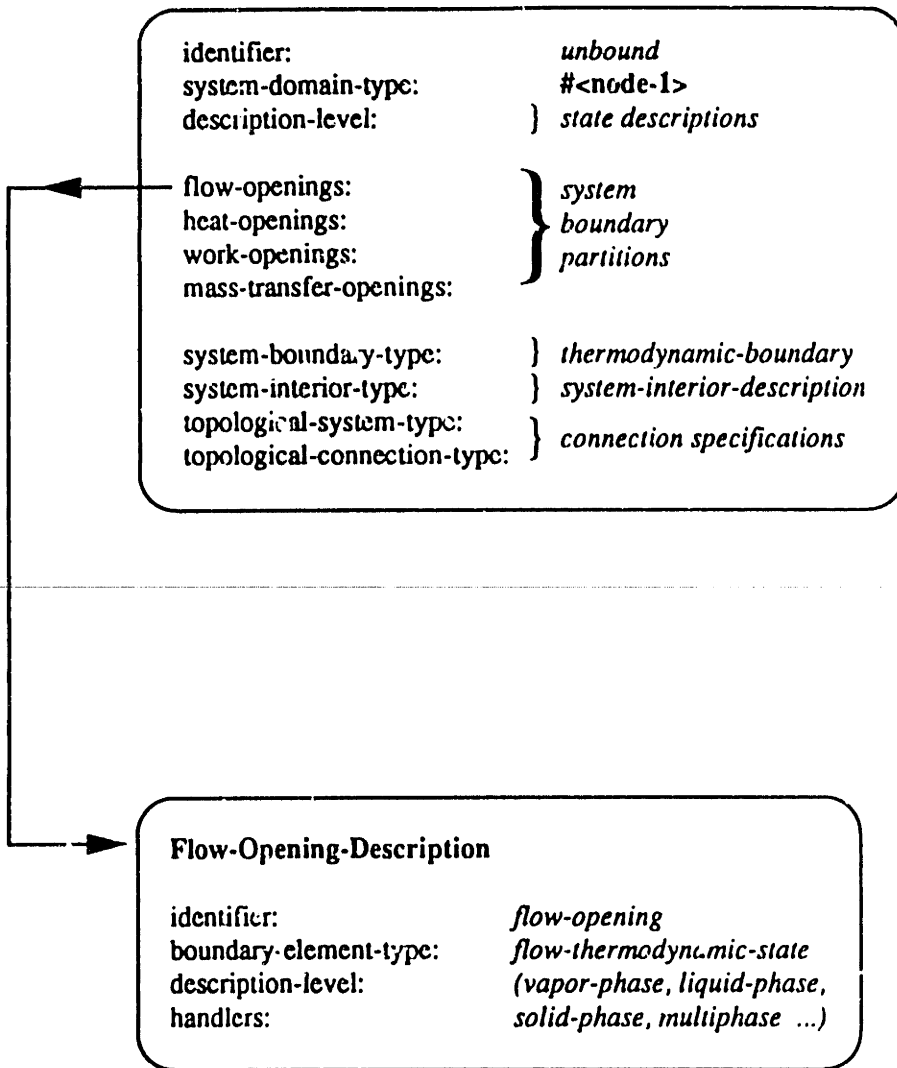 identifier: unbound
system-domain-type: #<node-1>
description-level: } state descriptions
flow-openings: } system
heat-openings: boundary
work-openings: partitions
mass-transfer-openings:
system-boundary-type: } thermodynamic-boundary
system-interior-type: } system-interior-description
topological-system-type: } connection specifications
topological-connection-type:
Flow-Opening-Description
identifier: flow-opening
boundary-element-type: flow-thermodynamic-state
description-level: (vapor-phase, liquid-phase,
handlers: solid-phase, multiphase ...)